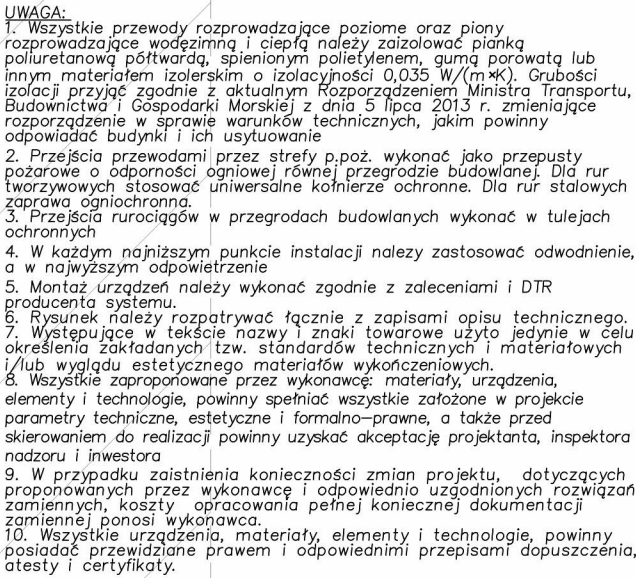 UWAGA:
1. Wszystkie przewody rozprowadzające poziome oraz piony
rozprowadzające wodęzimną i ciepłą należy zaizolować pianką
poliuretanową półtwardą, spienionym polietylenem, gumą porowatą lub
innym materiałem izolerskim o izolacyjności 0,035 W/(m*K). Grubości
izolacji przyjąć zgodnie z aktualnym Rozporządzeniem Ministra Transportu,
Budownictwa i Gospodarki Morskiej z dnia 5 lipca 2013 r. zmieniające
rozporządzenie w sprawie warunków technicznych, jakim powinny
odpowiadać budynki i ich usytuowanie
2. Przejścia przewodami przez strefy p.poż. wykonać jako przepusty
pożarowe o odporności ogniowej równej przegrodzie budowlanej. Dla rur
tworzywowych stosować uniwersalne kołnierze ochronne. Dla rur stalowych
zaprawa ogniochronna.
3. Przejścia rurociągów w przegrodach budowlanych wykonać w tulejach
ochronnych
4. W każdym najniższym punkcie instalacji nalezy zastosować odwodnienie,
a w najwyższym odpowietrzenie
5. Montaż urządzeń należy wykonać zgodnie z zaleceniami i DTR
producenta systemu.
6. Rysunek należy rozpatrywać łącznie z zapisami opisu technicznego.
7. Występujące w tekście nazwy i znaki towarowe użyto jedynie w celu
określenia zakładanych tzw. standardów technicznych i materiałowych
i/lub wyglądu estetycznego materiałów wykończeniowych.
8. Wszystkie zaproponowane przez wykonawcę: materiały, urządzenia,
elementy i technologie, powinny spełniać wszystkie założone w projekcie
parametry techniczne, estetyczne i formalno-prawne, a także przed
skierowaniem do realizacji powinny uzyskać akceptację projektanta, inspektora
nadzoru i inwestora
9. W przypadku zaistnienia konieczności zmian projektu, dotyczących
proponowanych przez wykonawcę i odpowiednio uzgodnionych rozwiązań
zamiennych, koszty opracowania pełnej koniecznej dokumentacji
zamiennej ponosi wykonawca.
10. Wszystkie urządzenia, materiały, elementy i technologie, powinny
posiadać przewidziane prawem i odpowiednimi przepisami dopuszczenia,
atesty i certyfikaty.